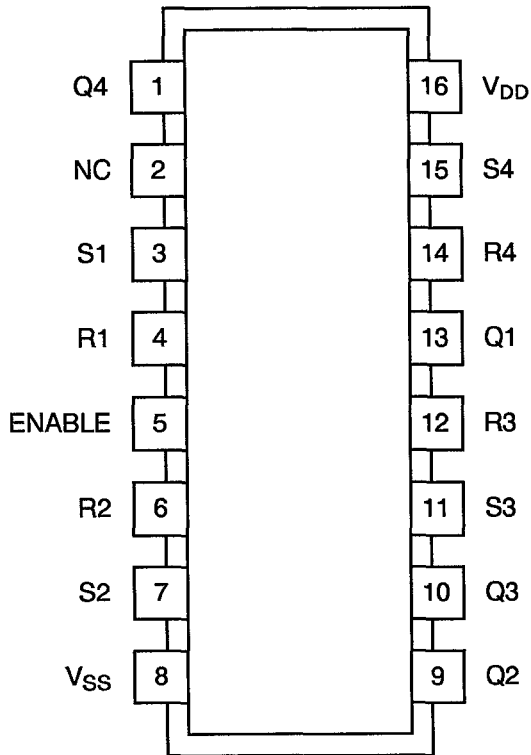 Q4 1 16 VDD
NC 2 15 S4
S1 3 14 R4
R1 4 13 Q1
ENABLE 5 12 R3
R2 6 11 S3
S2 7 10 Q3
VSS 8 9 Q2